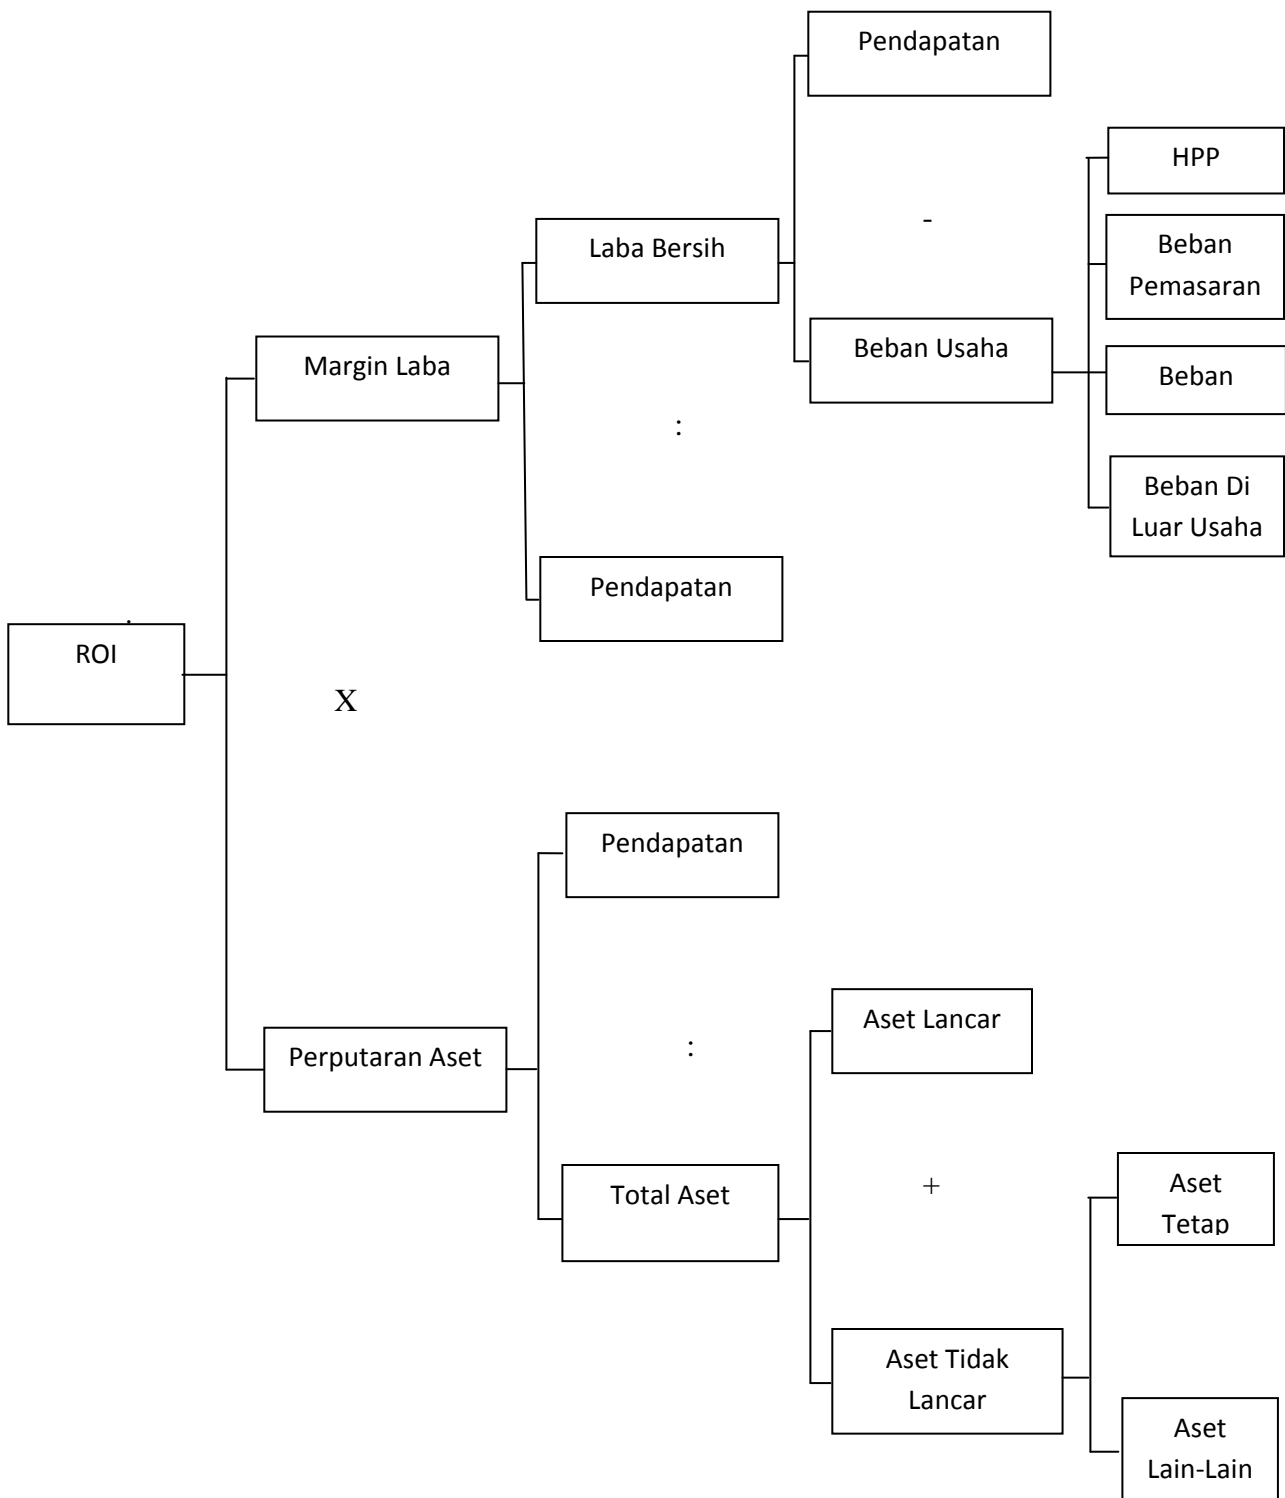 Pendapatan
HPP
-
Laba Bersih
Beban
Pemasaran
Beban Usaha
Margin Laba
Beban
:
Beban Di
Luar Usaha
Pendapatan
.
ROI
X
Pendapatan
Aset Lancar
Perputaran Aset
:
Total Aset
+
Aset
Tetap
Aset Tidak
Lancar
Aset
Lain-Lain